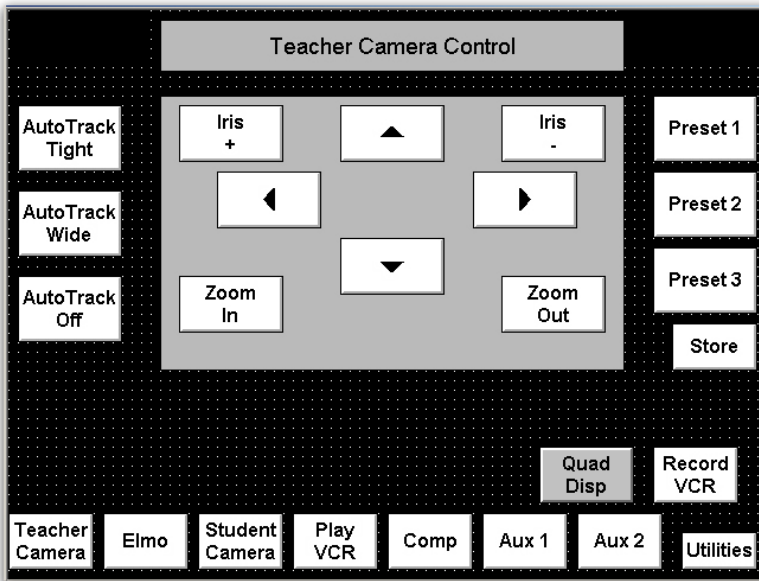 Teacher Camera Control
AutoTrack
Tight
Iris
+
Iris
-
Preset 1
AutoTrack
Wide
Preset 2
AutoTrack
Off
Zoom
In
Zoom
Out
Preset 3
Store
Quad
Disp
Record
VCR
Teacher
Camera
Elmo
Student
Camera
Play
VCR
Comp
Aux 1
Aux 2
Utilities